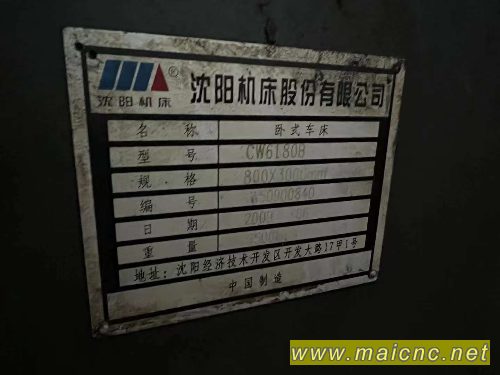 沈阳机床® 沈阳机床股份有限公司
名称 卧式车床
型号 CW6180B
规格 800X3000mm
编号
日期 2009
重量
地址: 沈阳经济技术开发区开发大路17甲1号
中国制造
www.maicnc.net